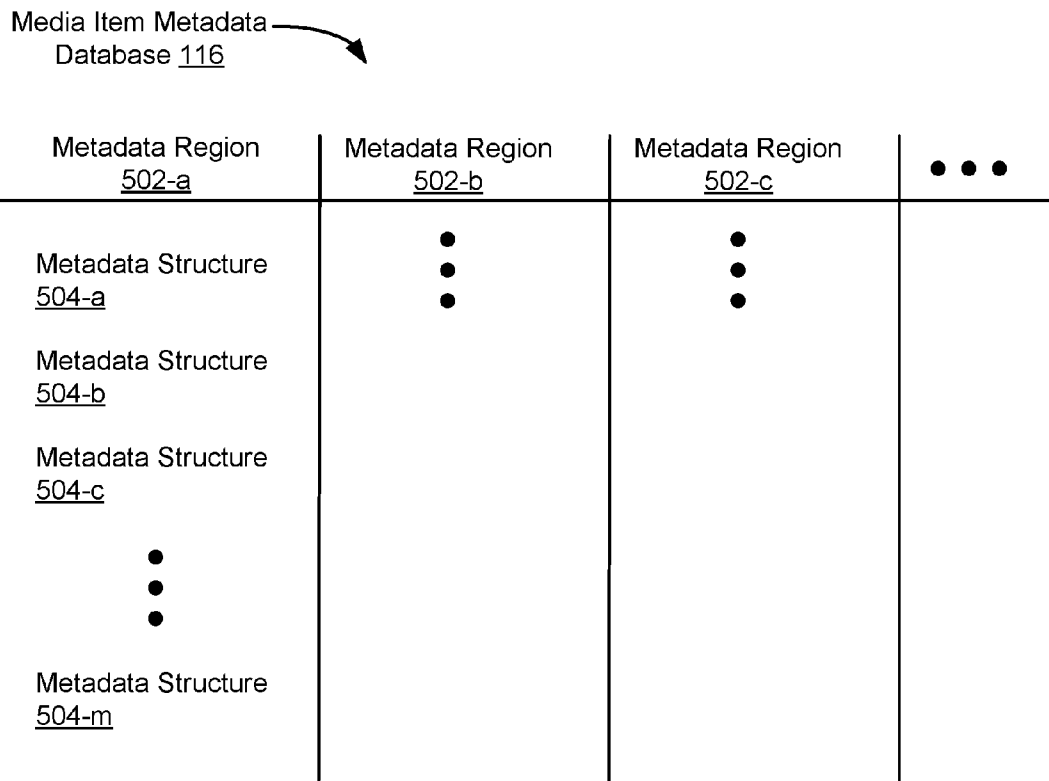 Media Item Metadata
Database 116
Metadata Region
502-a
Metadata Region
502-b
Metadata Region
502-c
Metadata Structure
504-a
Metadata Structure
504-b
Metadata Structure
504-c
Metadata Structure
504-m